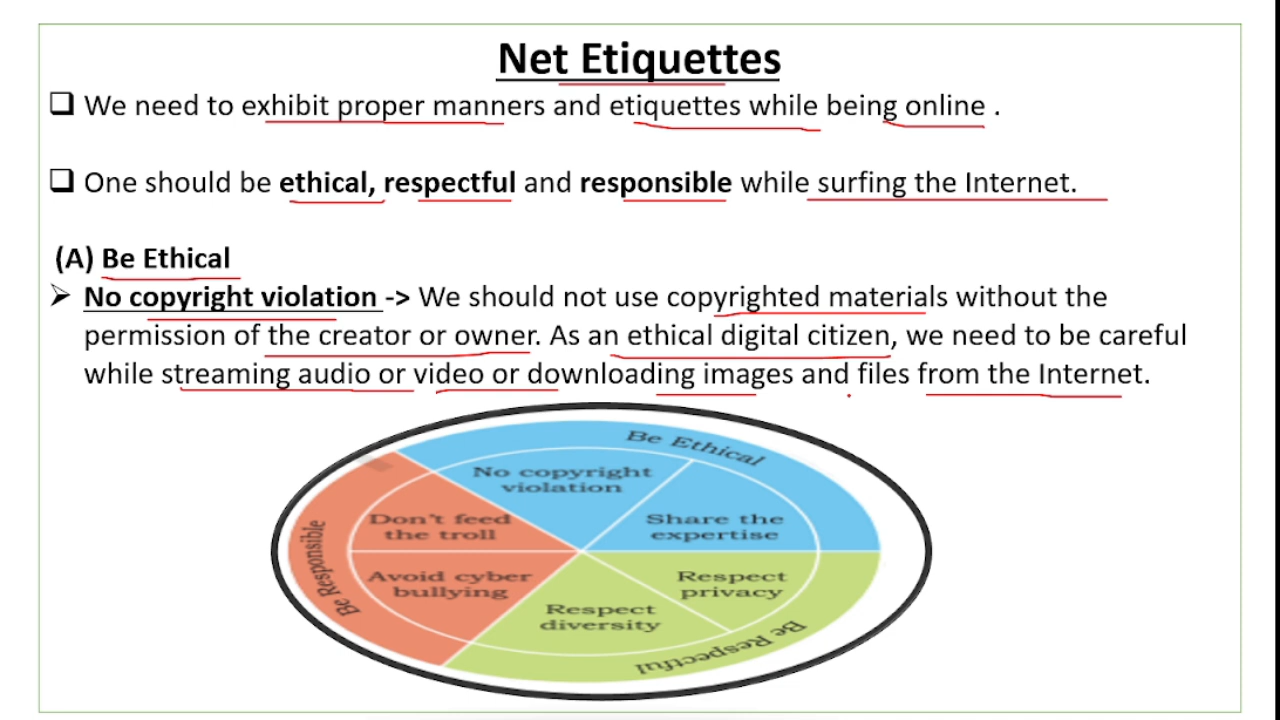 Net Etiquettes
❑ We need to exhibit proper manners and etiquettes while being online .
❑ One should be ethical, respectful and responsible while surfing the Internet.
(A) Be Ethical
➢ No copyright violation -> We should not use copyrighted materials without the
permission of the creator or owner. As an ethical digital citizen, we need to be careful
while streaming audio or video or downloading images and files from the Internet.
Be Ethical
No copyright
violation
Share the
expertise
Don't feed
the troll
Be Responsible
Avoid cyber
bullying
Respect
privacy
Respect
diversity
Be Respectful